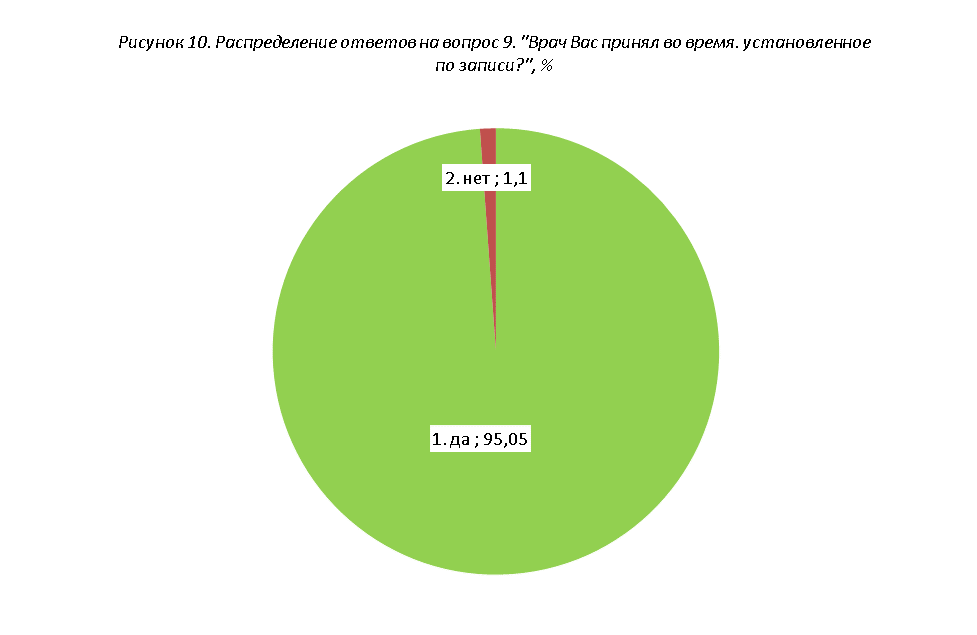 Рисунок 10. Распределение ответов на вопрос 9. "Врач Вас принял во время. установленное
по записи?", %
2. нет ; 1,1
1. да ; 95,05